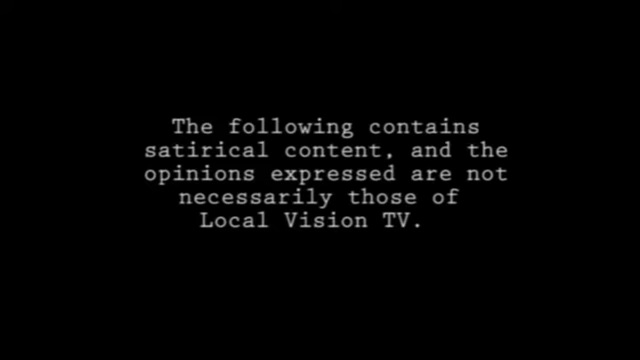 The following contains
satirical content, and the
opinions expressed are not
necessarily those of
Local Vision TV.